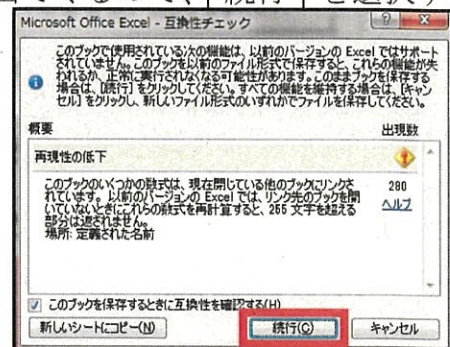 出てくるので、「続行」を選択す
Microsoft Office Excel - 互換性チェック
このブックで使用されている次の機能は、以前のバージョンの Excel ではサポート
されていません。このブックを以前のファイル形式で保存すると、これらの機能が失
われるか、正常に実行されなくなる可能性があります。このままブックを保存する
場合は、[続行] をクリックしてください。すべての機能を維持する場合は、[キャン
セル] をクリックし、新しいファイル形式のいずれかでファイルを保存してください。
概要 出現数
再現性の低下
このブックのいくつかの数式は、現在閉じている他のブックにリンクさ 280
れています。以前のバージョンの Excel では、リンク先のブックを開 ヘルプ
いていないときにこれらの数式を再計算すると、255 文字を超える
部分は返されません。
場所: 定義された名前
このブックを保存するときに互換性を確認する(H)
新しいシートにコピー(N) 続行(C) キャンセル